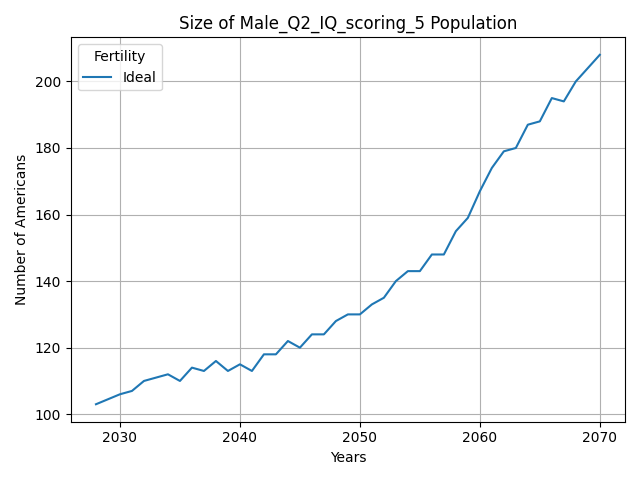 Size of Male_Q2_IQ_scoring_5 Population
Fertility
Ideal
Number of Americans
200
180
160
140
120
100
2030 2040 2050 2060 2070
Years